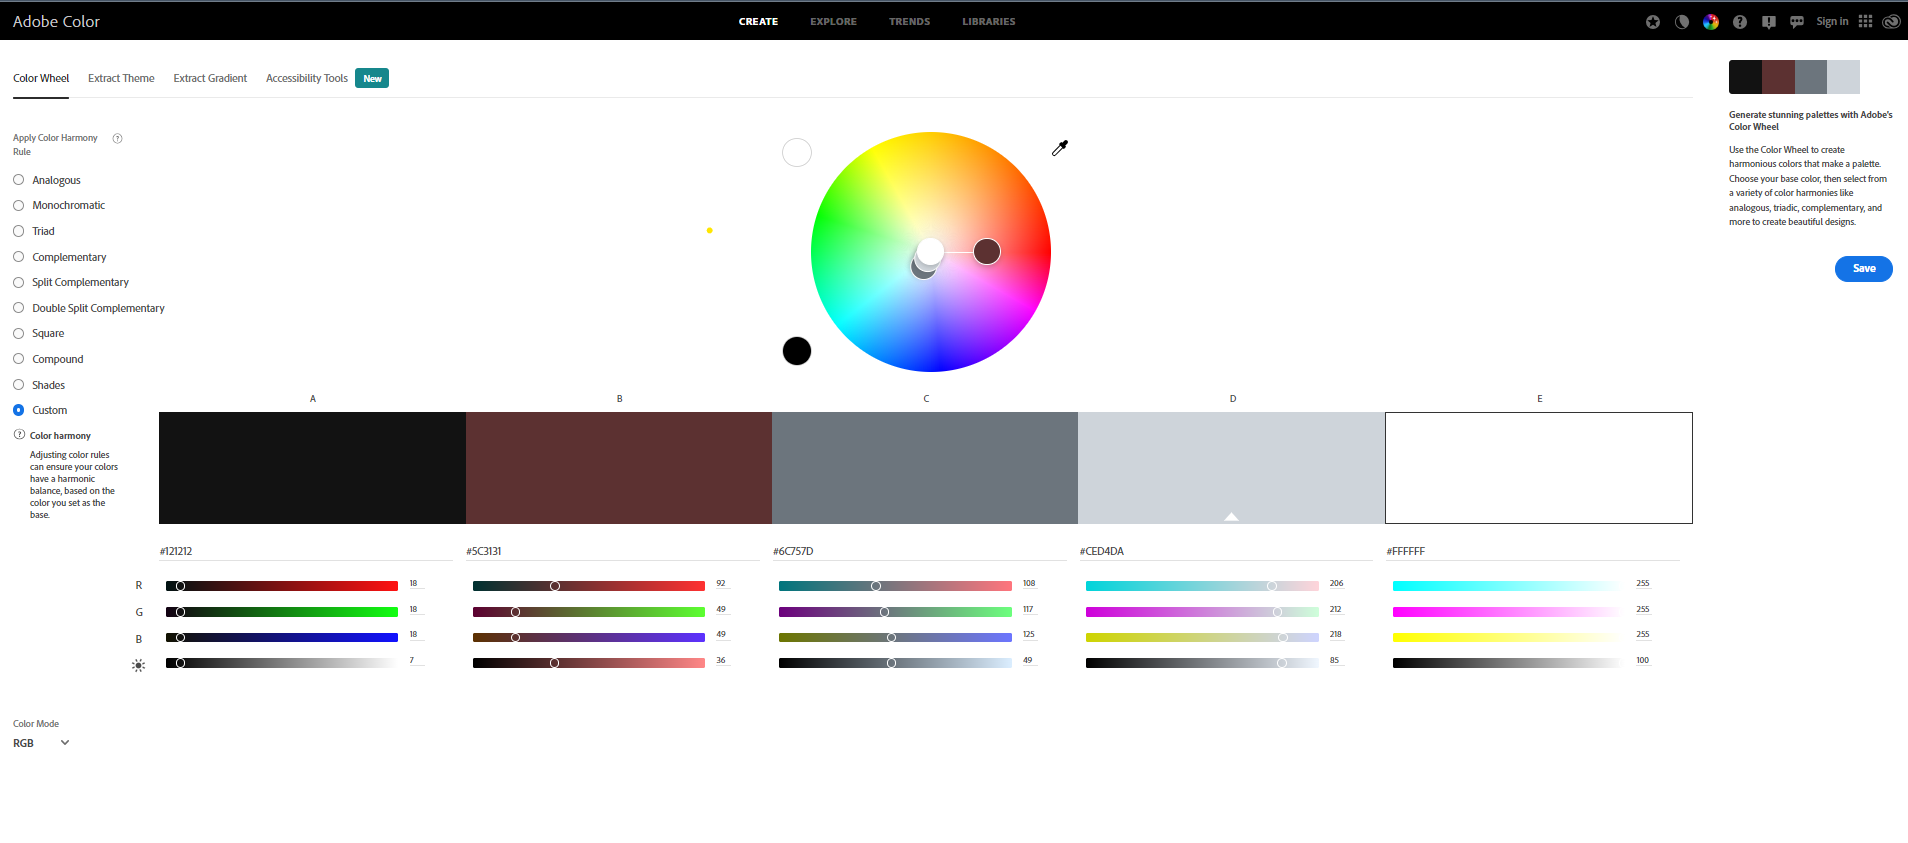 Adobe Color
CREATE EXPLORE TRENDS LIBRARIES
Sign in
Color Wheel Extract Theme Extract Gradient Accessibility Tools New
Apply Color Harmony
Rule
Analogous
Monochromatic
Triad
Complementary
Split Complementary
Double Split Complementary
Square
Compound
Shades
Custom
Color harmony
Adjusting color rules
can ensure your colors
have a harmonic
balance, based on the
color you set as the
base.
Generate stunning palettes with Adobe's
Color Wheel
Use the Color Wheel to create
harmonious colors that make a palette.
Choose your base color, then select from
a variety of color harmonies like
analogous, triadic, complementary, and
more to create beautiful designs.
Save
A B C D E
#121212 #5C3131 #6C757D #CED4DA #FFFFFF
R 18 92 108 206 255
G 18 49 117 212 255
B 18 49 125 218 255
7 36 49 85 100
Color Mode
RGB